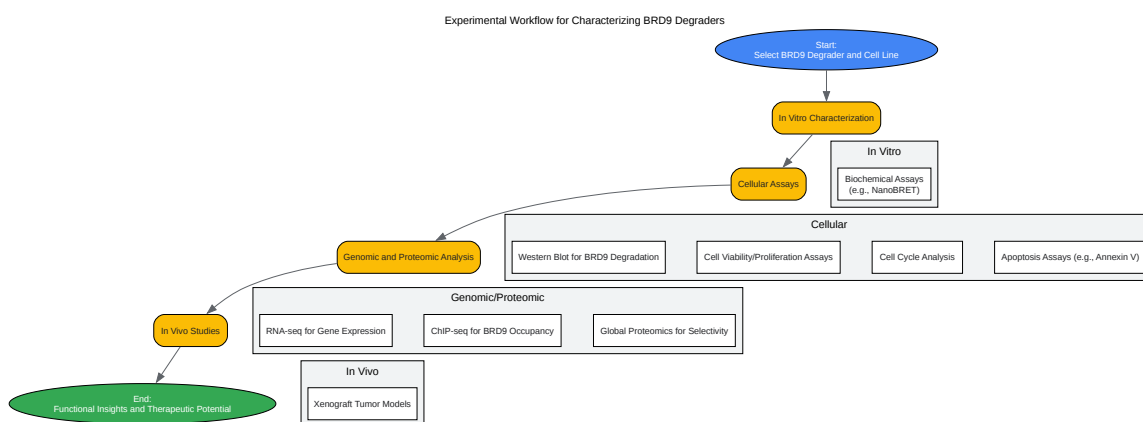 Experimental Workflow for Characterizing BRD9 Degraders
Start:
Select BRD9 Degrader and Cell Line
In Vitro Characterization
In Vitro
Biochemical Assays
(e.g., NanoBRET)
Cellular Assays
Cellular
Western Blot for BRD9 Degradation
Cell Viability/Proliferation Assays
Cell Cycle Analysis
Apoptosis Assays (e.g., Annexin V)
Genomic and Proteomic Analysis
Genomic/Proteomic
RNA-seq for Gene Expression
ChIP-seq for BRD9 Occupancy
Global Proteomics for Selectivity
In Vivo Studies
In Vivo
Xenograft Tumor Models
End:
Functional Insights and Therapeutic Potential